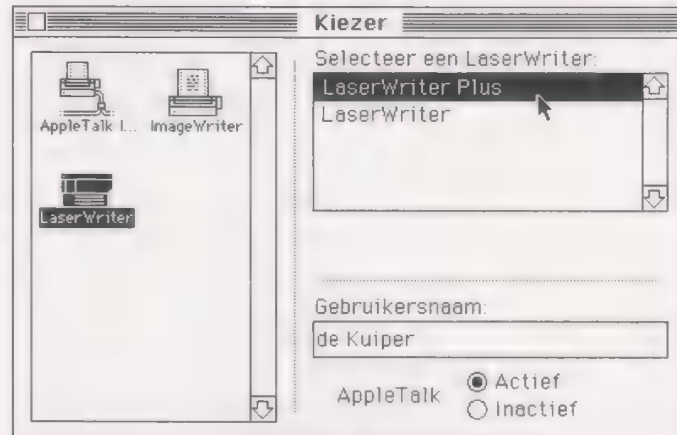 Kiezer
AppleTalk I... ImageWriter
LaserWriter
Selecteer een LaserWriter:
LaserWriter Plus
LaserWriter
Gebruikersnaam:
de Kuiper
AppleTalk
Actief
Inactief